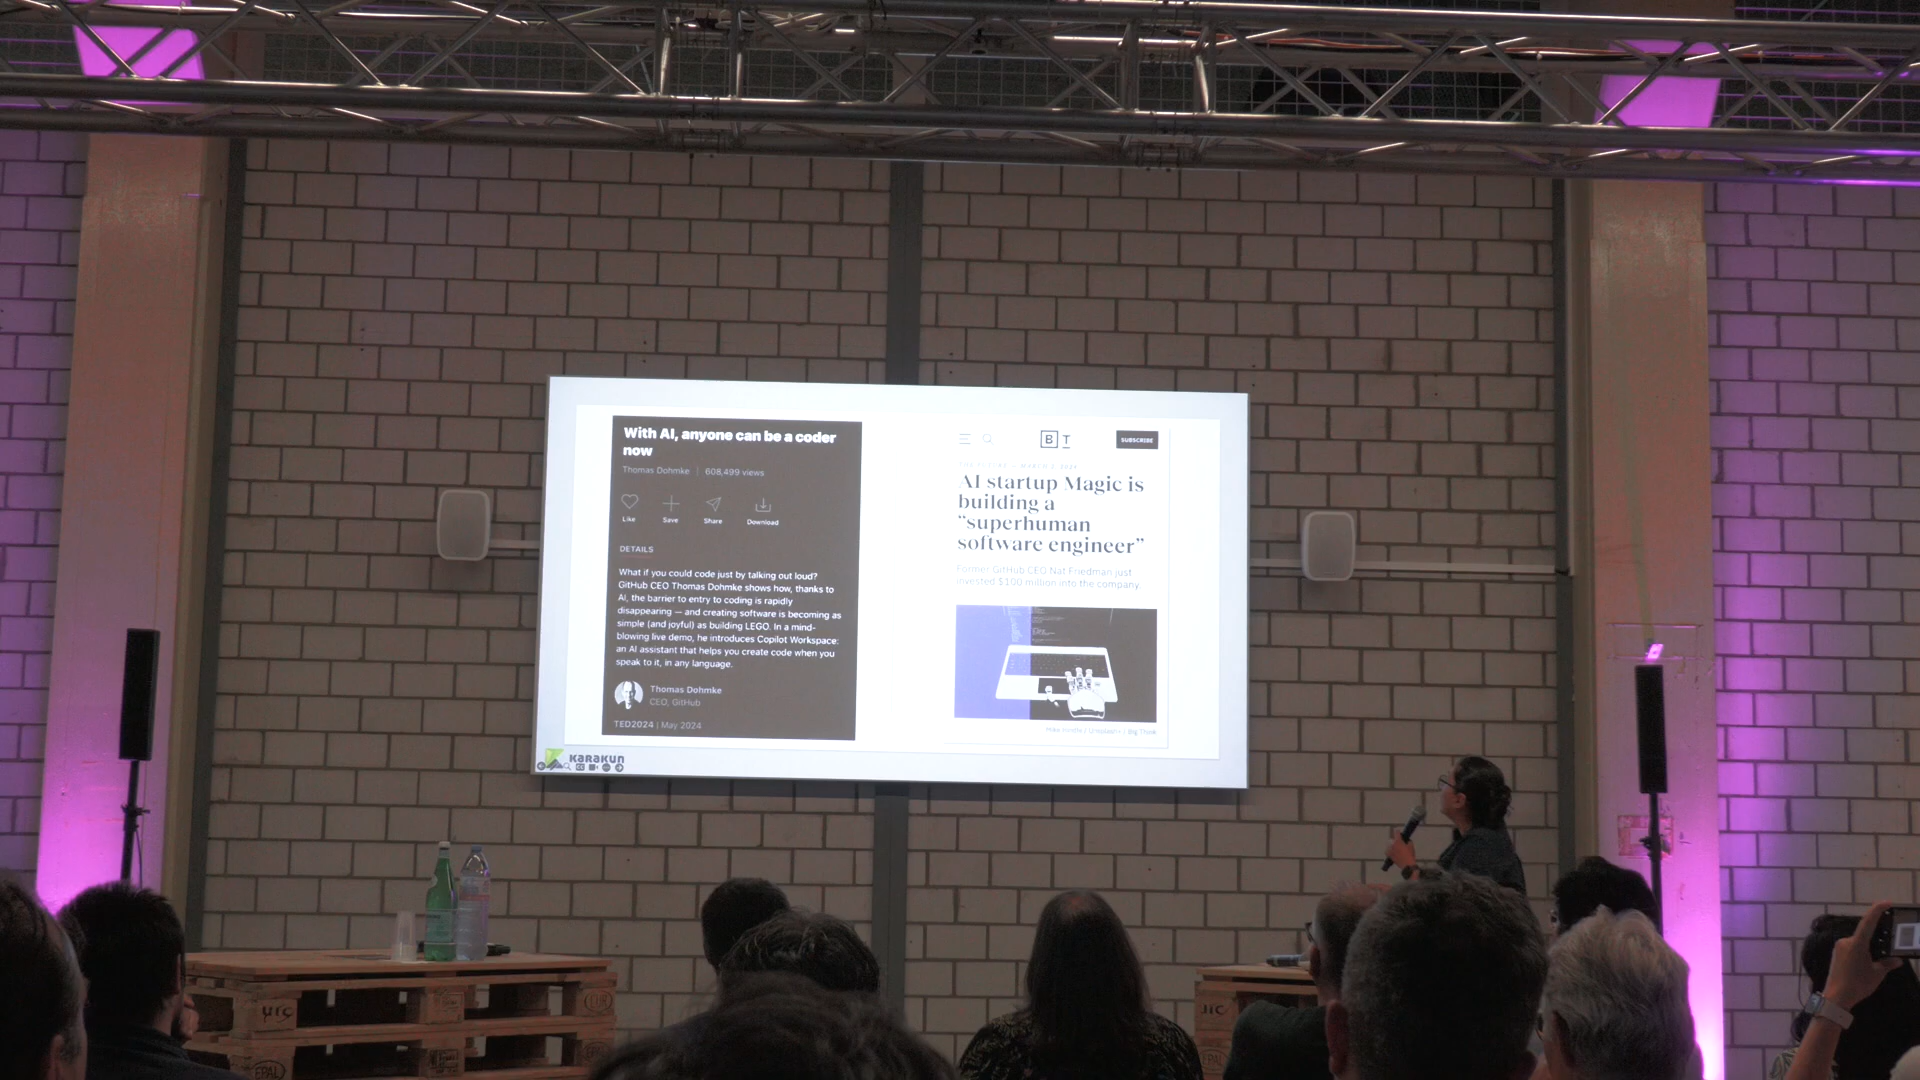 With AI, anyone can be a coder
now
Thomas Dohmke | 608,499 views
Like Save Share Download
DETAILS
What if you could code just by talking out loud?
GitHub CEO Thomas Dohmke shows how, thanks to
AI, the barrier to entry to coding is rapidly
disappearing — and creating software is becoming as
simple (and joyful) as building LEGO. In a mind-
blowing live demo, he introduces Copilot Workspace:
an AI assistant that helps you create code when you
speak to it, in any language.
Thomas Dohmke
CEO, GitHub
TED2024 | May 2024
KARAKUN
B T
SUBSCRIBE
AI startup Magic is
building a
"superhuman
software engineer”
Former GitHub CEO Nat Friedman just
invested $100 million into the company.
Big Think
EUR
EPAL